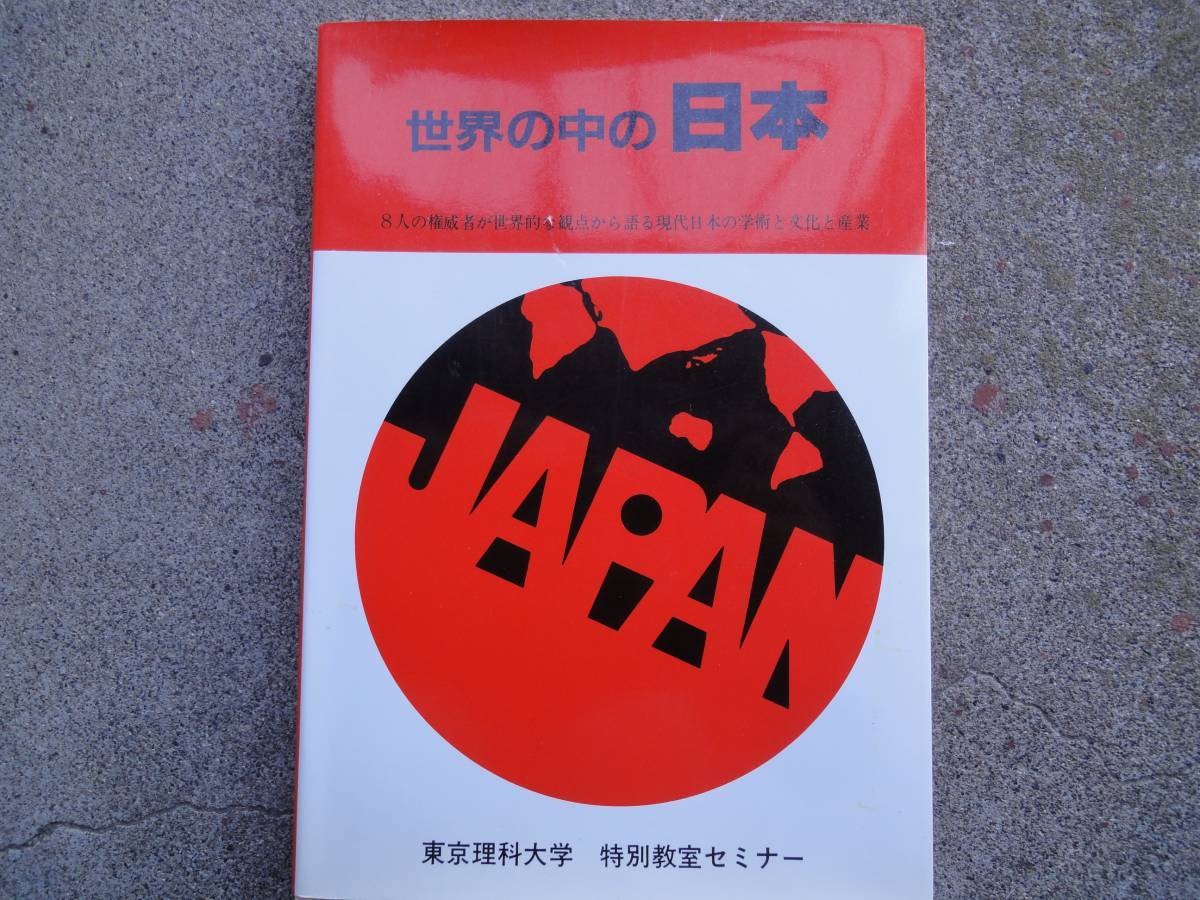 世界の中の日本
8人の権威者が世界的な観点から語る現代日本の学術と文化と産業
JAPAN
東京理科大学 特別教室セミナー